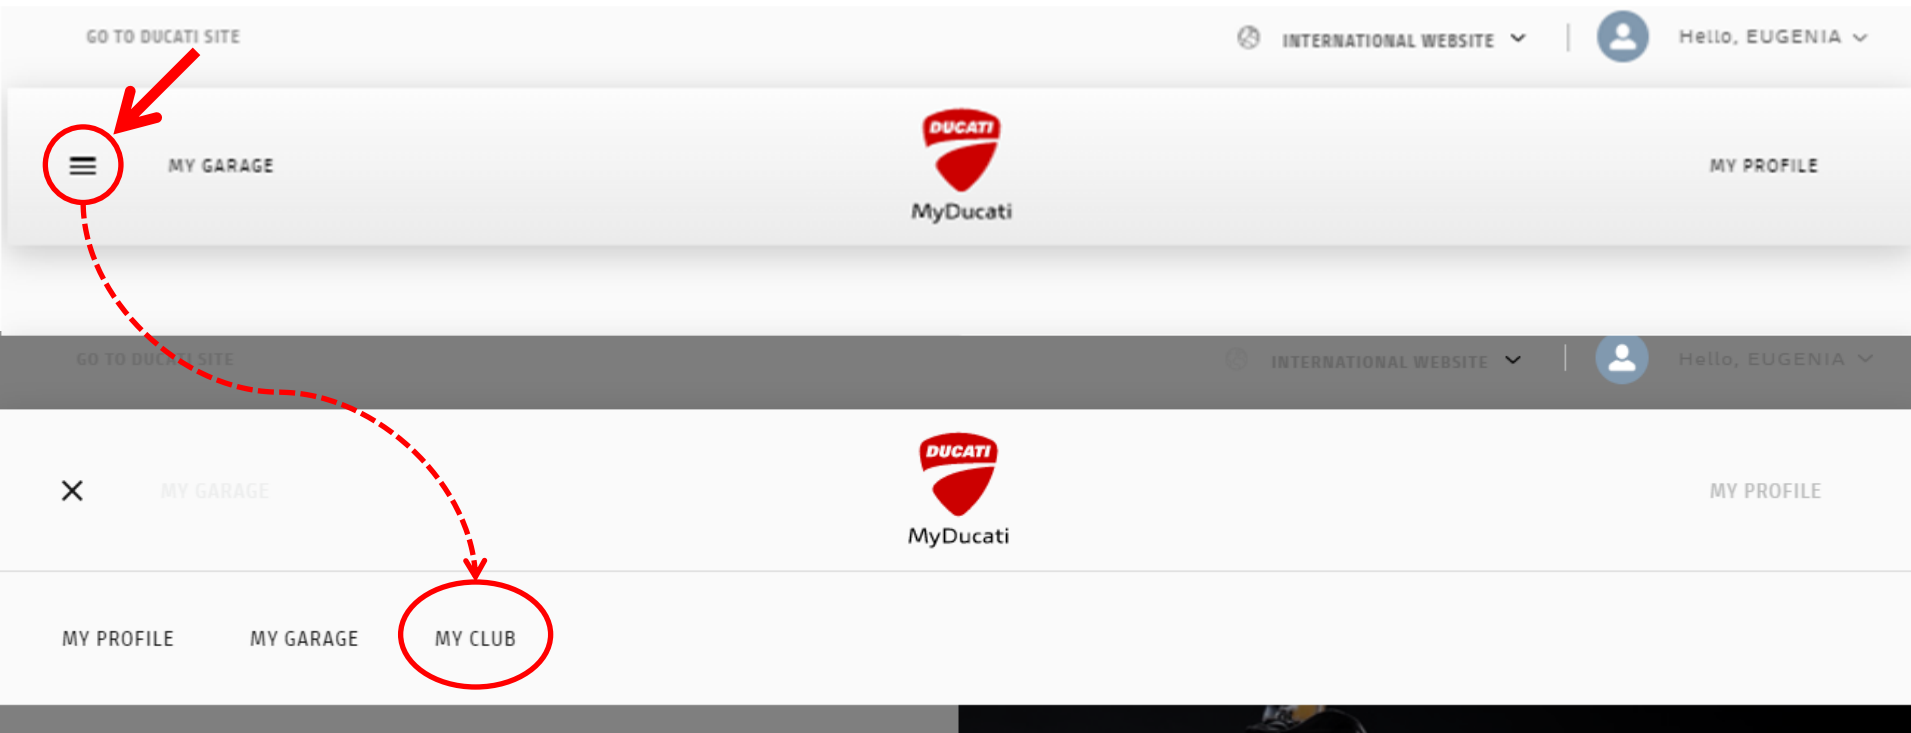 GO TO DUCATI SITE
INTERNATIONAL WEBSITE
Hello, EUGENIA
MY GARAGE
DUCATI
MyDucati
MY PROFILE
GO TO DUCATI SITE
INTERNATIONAL WEBSITE
Hello, EUGENIA
MY GARAGE
DUCATI
MyDucati
MY PROFILE
MY PROFILE
MY GARAGE
MY CLUB